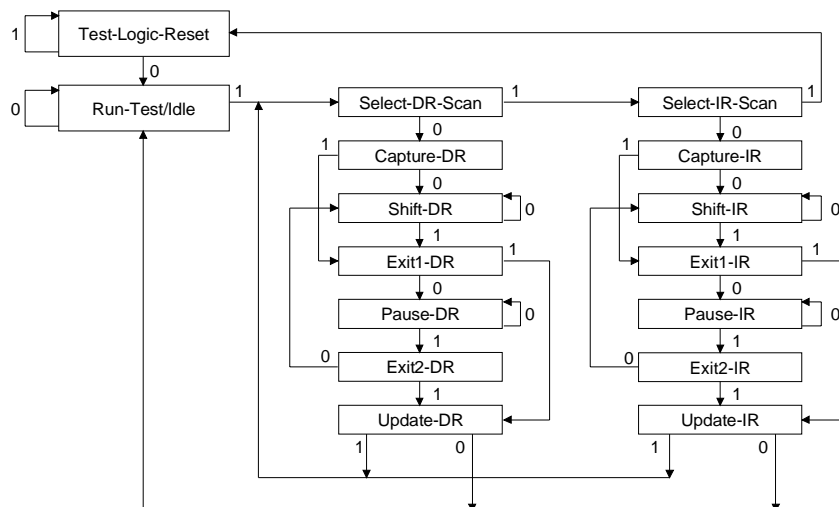 Test-Logic-Reset
1
0
Run-Test/Idle
0
1
Select-DR-Scan
1
Select-IR-Scan
1
0
0
1
Capture-DR
1
Capture-IR
0
0
Shift-DR
0
Shift-IR
0
1
1
Exit1-DR
1
Exit1-IR
1
0
0
Pause-DR
0
Pause-IR
0
1
1
0
Exit2-DR
0
Exit2-IR
1
1
Update-DR
Update-IR
1
0
1
0